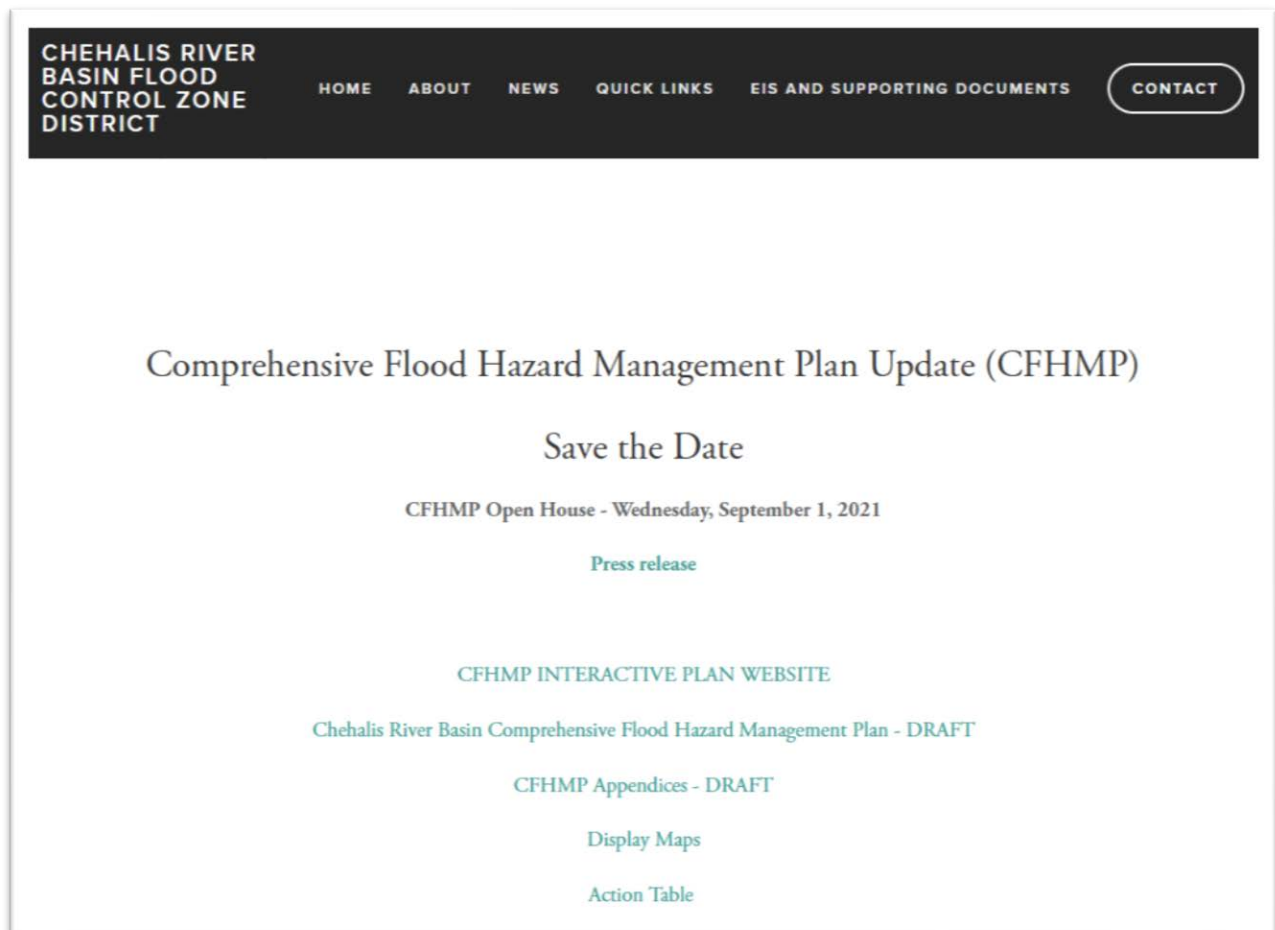 CHEHALIS RIVER
BASIN FLOOD
CONTROL ZONE
DISTRICT
HOME ABOUT NEWS QUICK LINKS EIS AND SUPPORTING DOCUMENTS CONTACT
Comprehensive Flood Hazard Management Plan Update (CFHMP)
Save the Date
CFHMP Open House - Wednesday, September 1, 2021
Press release
CFHMP INTERACTIVE PLAN WEBSITE
Chehalis River Basin Comprehensive Flood Hazard Management Plan - DRAFT
CFHMP Appendices - DRAFT
Display Maps
Action Table